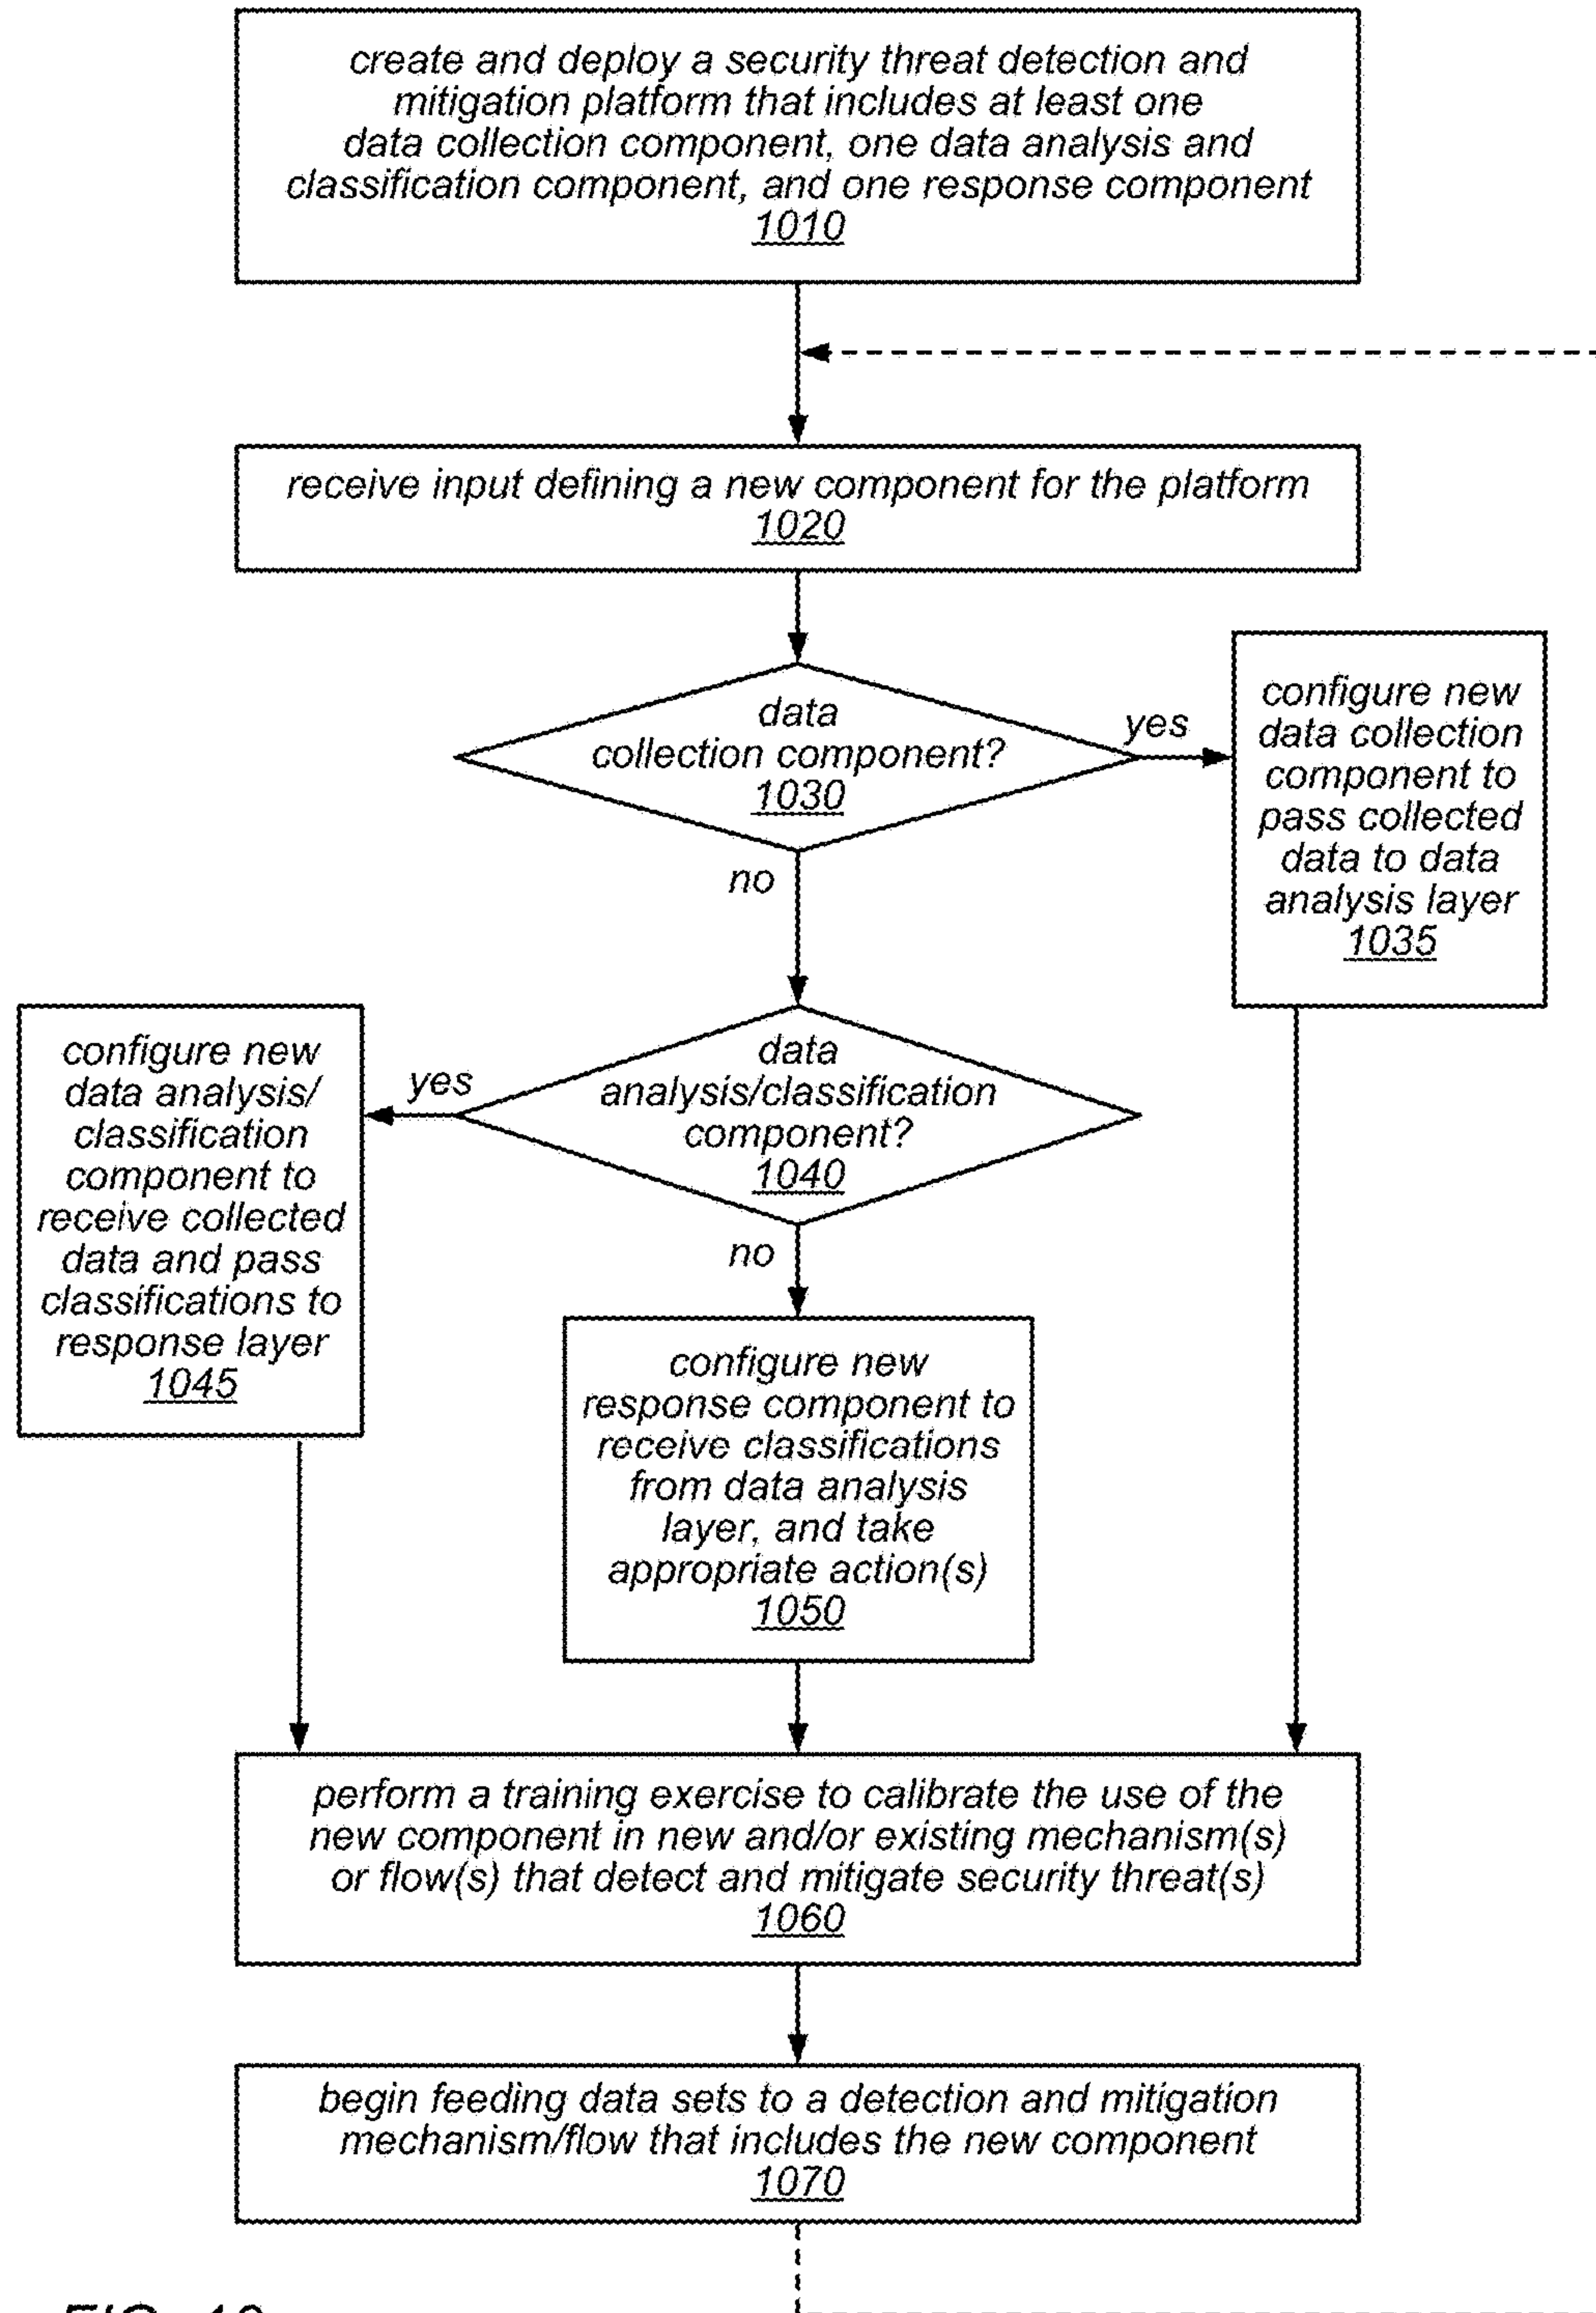 create and deploy a security threat detection and
mitigation platform that includes at least one
data collection component, one data analysis and
classification component, and one response component
1010
receive input defining a new component for the platform
1020
data
collection component?
1030
yes
configure new
data collection
component to
pass collected
data to data
analysis layer
1035
no
data
analysis/classification
component?
1040
yes
configure new
data analysis/
classification
component to
receive collected
data and pass
classifications to
response layer
1045
no
configure new
response component to
receive classifications
from data analysis
layer, and take
appropriate action(s)
1050
perform a training exercise to calibrate the use of the
new component in new and/or existing mechanism(s)
or flow(s) that detect and mitigate security threat(s)
1060
begin feeding data sets to a detection and mitigation
mechanism/flow that includes the new component
1070